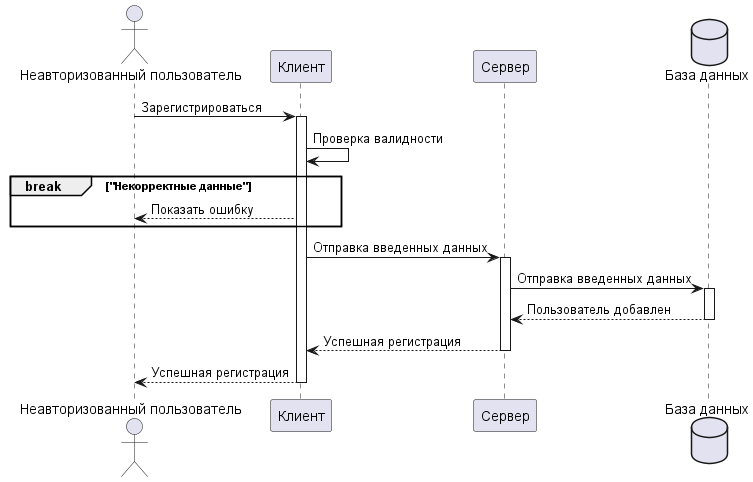 Неавторизованный пользователь
Клиент
Сервер
База данных
Зарегистрироваться
Проверка валидности
break
["Некорректные данные"]
Показать ошибку
Отправка введенных данных
Отправка введенных данных
Пользователь добавлен
Успешная регистрация
Успешная регистрация
Неавторизованный пользователь
Клиент
Сервер
База данных